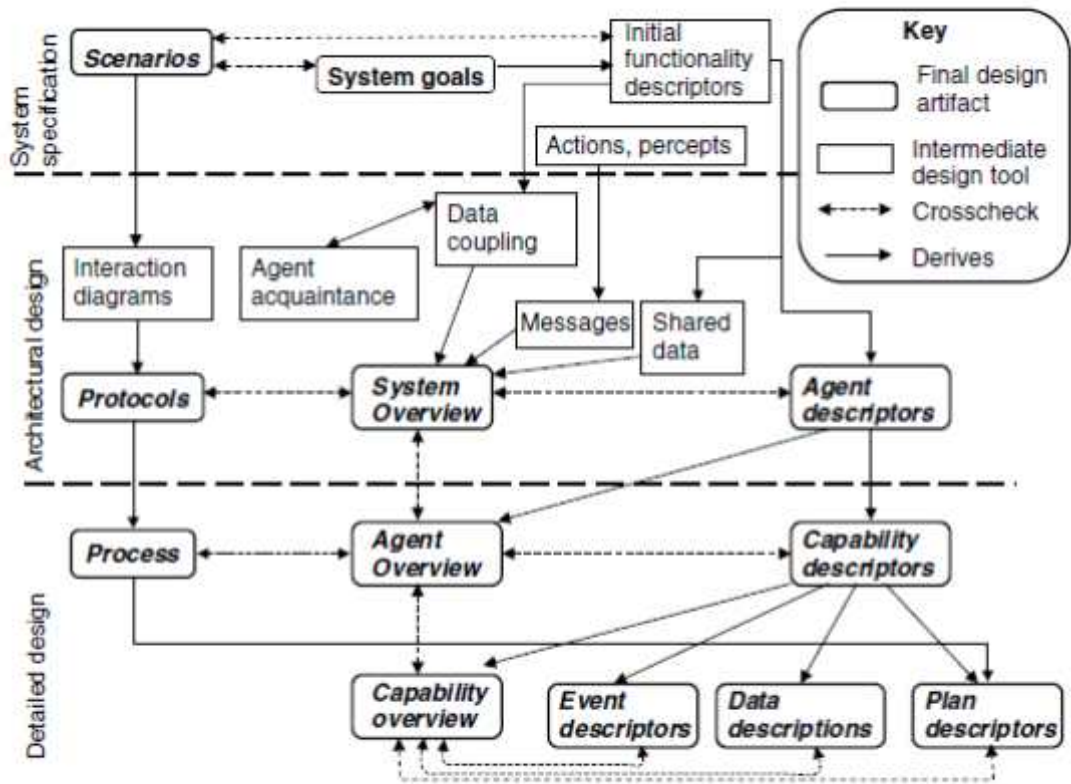 System
specification
Scenarios
System goals
Initial
functionality
descriptors
Actions, percepts
Key
Final design
artifact
Intermediate
design tool
Crosscheck
Derives
Architectural design
Interaction
diagrams
Agent
acquaintance
Data
coupling
Messages
Shared
data
Protocols
System
Overview
Agent
descriptors
Detailed design
Process
Agent
Overview
Capability
descriptors
Capability
overview
Event
descriptors
Data
descriptions
Plan
descriptors